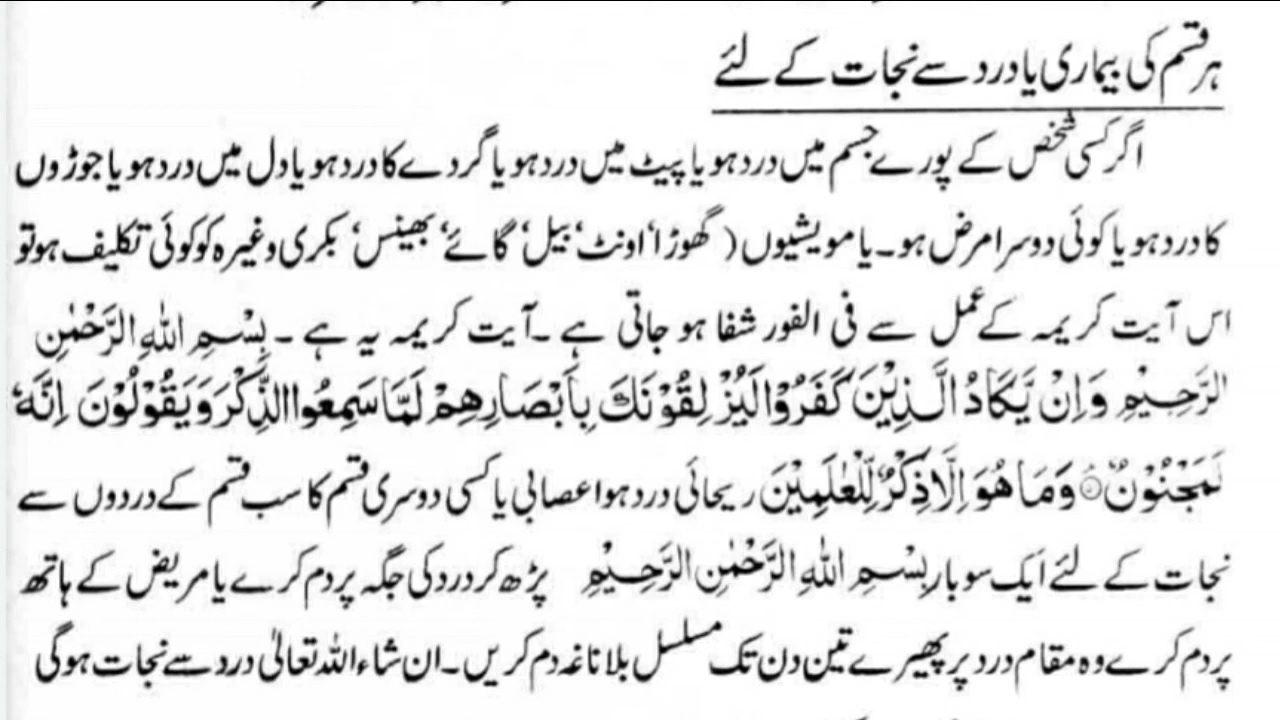 ہر قسم کی بیماری یا درد سے نجات کے لئے
اگر کسی شخص کے پورے جسم میں درد ہو یا پیٹ میں درد ہو یا گردے کا درد ہو یا دل میں درد ہو یا جوڑوں
کا درد ہو یا کوئی دوسرا مرض ہو۔ یا مویشیوں (گھوڑا‘ اونٹ‘ بیل‘ گائے‘ بھینس‘ بکری وغیرہ کو کوئی تکلیف ہو تو
اس آیت کریمہ کے عمل سے فی الفور شفا ہو جاتی ہے ۔ آیت کریمہ یہ ہے ۔ بِسْمِ اللهِ الرَّحْمٰنِ
الرَّحِيْمِ وَاِنْ يَّكَادُ الَّذِيْنَ كَفَرُوْا لَيُزْ لِقُوْنَكَ بِاَبْصَارِهِمْ لَمَّا سَمِعُوا الذِّكْرَ وَيَقُوْلُوْنَ اِنَّهٗ
لَمَجْنُوْنٌ ۝ وَمَا هُوَ اِلَّا ذِكْرٌ لِّلْعٰلَمِيْنَ ریحائی درد ہو اعصابی یا کسی دوسری قسم کا سب قسم کے دردوں سے
نجات کے لئے ایک سو بار بِسْمِ اللهِ الرَّحْمٰنِ الرَّحِيْمِ پڑھ کر درد کی جگہ پر دم کرے یا مریض کے ہاتھ
پر دم کرے وہ مقام درد پر پھیرے تین دن تک مسلسل بلا ناغہ دم کریں۔ ان شاء اللہ تعالیٰ درد سے نجات ہو گی